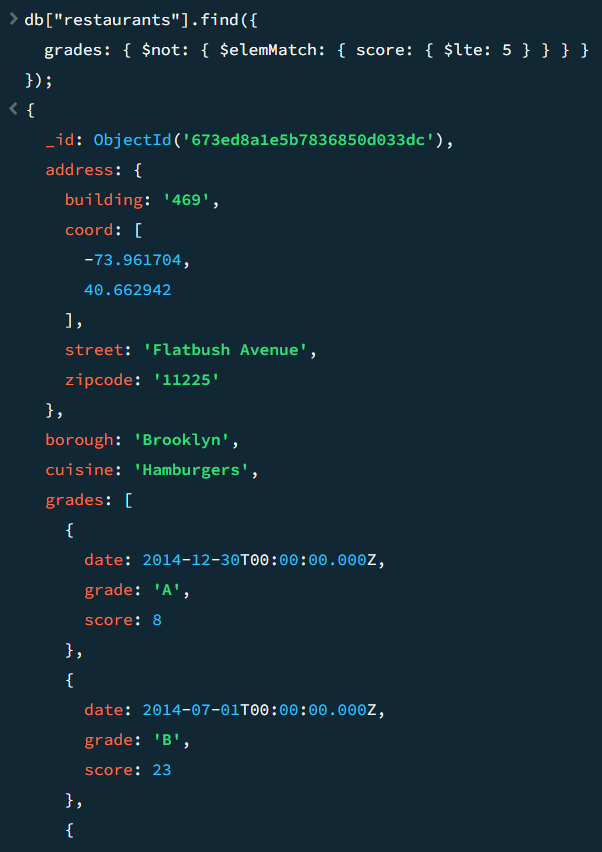 db["restaurants"].find({
  grades: { $not: { $elemMatch: { score: { $lte: 5 } } } }
});
{
  _id: ObjectId('673ed8a1e5b7836850d033dc'),
  address: {
    building: '469',
    coord: [
      -73.961704,
      40.662942
    ],
    street: 'Flatbush Avenue',
    zipcode: '11225'
  },
  borough: 'Brooklyn',
  cuisine: 'Hamburgers',
  grades: [
    {
      date: 2014-12-30T00:00:00.000Z,
      grade: 'A',
      score: 8
    },
    {
      date: 2014-07-01T00:00:00.000Z,
      grade: 'B',
      score: 23
    },
    {